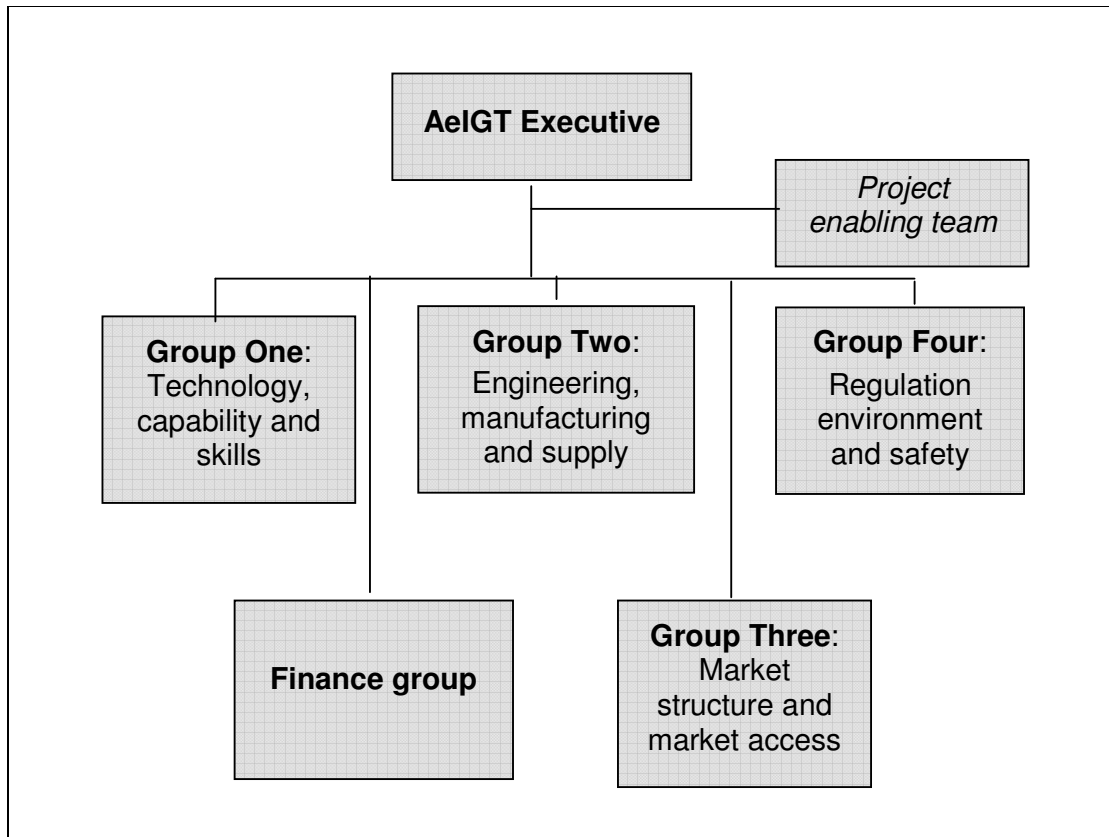 AeIGT Executive
Project
enabling team
Group One:
Technology,
capability and
skills
Group Two:
Engineering,
manufacturing
and supply
Group Four:
Regulation
environment
and safety
Finance group
Group Three:
Market
structure and
market access